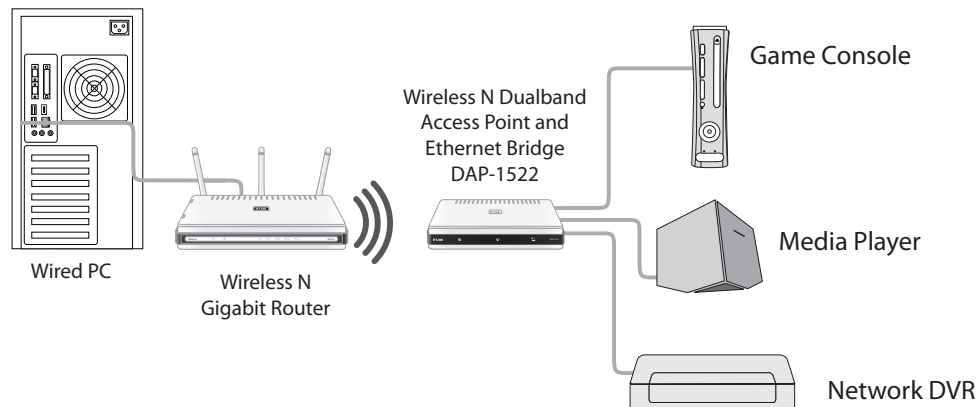 Game Console
Wireless N Dualband
Access Point and
Ethernet Bridge
DAP-1522
Media Player
Wired PC
Wireless N
Gigabit Router
Network DVR